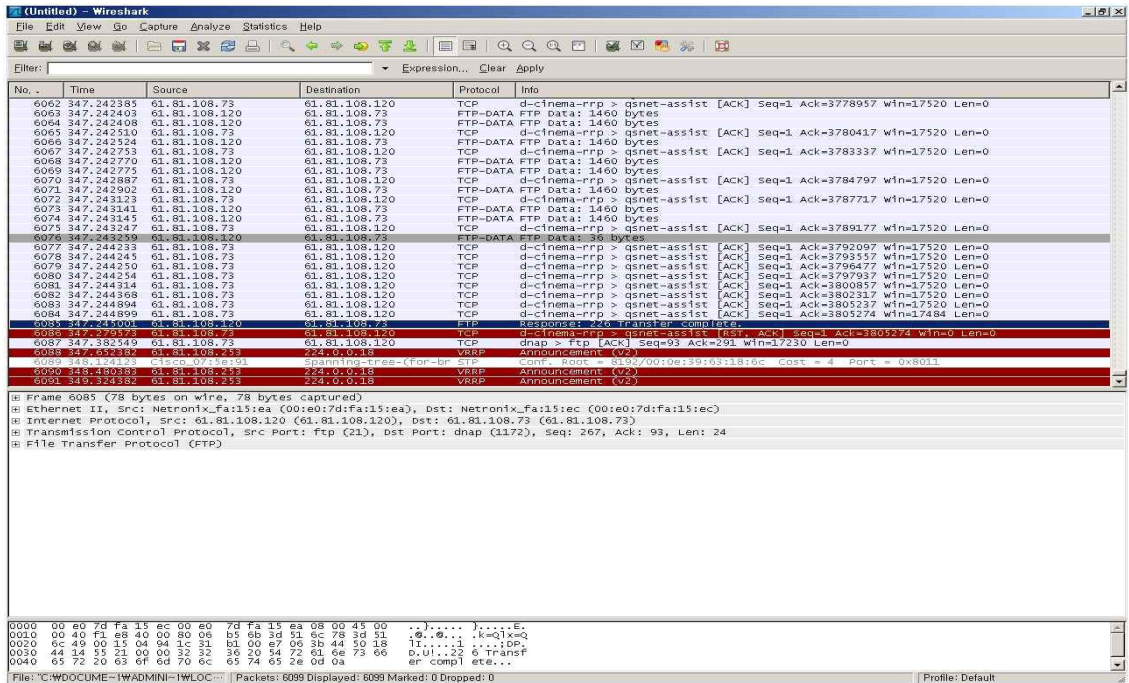 (Untitled) - Wireshark
File Edit View Go Capture Analyze Statistics Help
Filter: Expression... Clear Apply
No. . Time Source Destination Protocol Info
6062 347.242385 61.81.108.73 61.81.108.120 TCP d-cinema-rrp > qsnet-assist [ACK] Seq=1 Ack=3778957 Win=17520 Len=0
6063 347.242403 61.81.108.120 61.81.108.73 FTP-DATA FTP Data: 1460 bytes
6064 347.242408 61.81.108.120 61.81.108.73 FTP-DATA FTP Data: 1460 bytes
6065 347.242510 61.81.108.73 61.81.108.120 TCP d-cinema-rrp > qsnet-assist [ACK] Seq=1 Ack=3780417 Win=17520 Len=0
6066 347.242524 61.81.108.120 61.81.108.73 FTP-DATA FTP Data: 1460 bytes
6067 347.242753 61.81.108.73 61.81.108.120 TCP d-cinema-rrp > qsnet-assist [ACK] Seq=1 Ack=3783337 Win=17520 Len=0
6068 347.242770 61.81.108.120 61.81.108.73 FTP-DATA FTP Data: 1460 bytes
6069 347.242775 61.81.108.120 61.81.108.73 FTP-DATA FTP Data: 1460 bytes
6070 347.242887 61.81.108.73 61.81.108.120 TCP d-cinema-rrp > qsnet-assist [ACK] Seq=1 Ack=3784797 Win=17520 Len=0
6071 347.242902 61.81.108.120 61.81.108.73 FTP-DATA FTP Data: 1460 bytes
6072 347.243123 61.81.108.73 61.81.108.120 TCP d-cinema-rrp > qsnet-assist [ACK] Seq=1 Ack=3787717 Win=17520 Len=0
6073 347.243141 61.81.108.120 61.81.108.73 FTP-DATA FTP Data: 1460 bytes
6074 347.243145 61.81.108.120 61.81.108.73 FTP-DATA FTP Data: 1460 bytes
6075 347.243247 61.81.108.73 61.81.108.120 TCP d-cinema-rrp > qsnet-assist [ACK] Seq=1 Ack=3789177 Win=17520 Len=0
6076 347.243259 61.81.108.120 61.81.108.73 FTP-DATA FTP Data: 36 bytes
6077 347.244233 61.81.108.73 61.81.108.120 TCP d-cinema-rrp > qsnet-assist [ACK] Seq=1 Ack=3792097 Win=17520 Len=0
6078 347.244245 61.81.108.73 61.81.108.120 TCP d-cinema-rrp > qsnet-assist [ACK] Seq=1 Ack=3793557 Win=17520 Len=0
6079 347.244250 61.81.108.73 61.81.108.120 TCP d-cinema-rrp > qsnet-assist [ACK] Seq=1 Ack=3796477 Win=17520 Len=0
6080 347.244254 61.81.108.73 61.81.108.120 TCP d-cinema-rrp > qsnet-assist [ACK] Seq=1 Ack=3797937 Win=17520 Len=0
6081 347.244314 61.81.108.73 61.81.108.120 TCP d-cinema-rrp > qsnet-assist [ACK] Seq=1 Ack=3800857 Win=17520 Len=0
6082 347.244368 61.81.108.73 61.81.108.120 TCP d-cinema-rrp > qsnet-assist [ACK] Seq=1 Ack=3802317 Win=17520 Len=0
6083 347.244894 61.81.108.73 61.81.108.120 TCP d-cinema-rrp > qsnet-assist [ACK] Seq=1 Ack=3805237 Win=17520 Len=0
6084 347.244899 61.81.108.73 61.81.108.120 TCP d-cinema-rrp > qsnet-assist [ACK] Seq=1 Ack=3805274 Win=17484 Len=0
6085 347.245001 61.81.108.120 61.81.108.73 FTP Response: 226 Transfer complete.
6086 347.279573 61.81.108.73 61.81.108.120 TCP d-cinema-rrp > qsnet-assist [RST, ACK] Seq=1 Ack=3805274 Win=0 Len=0
6087 347.382549 61.81.108.73 61.81.108.120 TCP dnap > ftp [ACK] Seq=93 Ack=291 Win=17230 Len=0
6088 347.652382 61.81.108.253 224.0.0.18 VRRP Announcement (v2)
6089 348.124123 Cisco_07:5e:91 Spanning-tree-(for-br STP Conf. Root = 8192/00:0e:39:63:18:6c Cost = 4 Port = 0x8011
6090 348.480383 61.81.108.253 224.0.0.18 VRRP Announcement (v2)
6091 349.324382 61.81.108.253 224.0.0.18 VRRP Announcement (v2)
Frame 6085 (78 bytes on wire, 78 bytes captured)
Ethernet II, Src: Netronix_fa:15:ea (00:e0:7d:fa:15:ea), Dst: Netronix_fa:15:ec (00:e0:7d:fa:15:ec)
Internet Protocol, Src: 61.81.108.120 (61.81.108.120), Dst: 61.81.108.73 (61.81.108.73)
Transmission Control Protocol, Src Port: ftp (21), Dst Port: dnap (1172), Seq: 267, Ack: 93, Len: 24
File Transfer Protocol (FTP)
0000 00 e0 7d fa 15 ec 00 e0 7d fa 15 ea 08 00 45 00 ..}..... }.....E.
0010 00 40 f1 e8 40 00 80 06 b5 6b 3d 51 6c 78 3d 51 .@..@... .k=Qlx=Q
0020 6c 49 00 15 04 94 1c 31 b1 00 e7 06 3b 44 50 18 lI.....1 ....;DP.
0030 44 14 55 21 00 00 32 32 36 20 54 72 61 6e 73 66 D.U!..22 6 Transf
0040 65 72 20 63 6f 6d 70 6c 65 74 65 2e 0d 0a er compl ete...
File: "C:₩DOCUME~1₩ADMINI~1₩LOC··· Packets: 6099 Displayed: 6099 Marked: 0 Dropped: 0 Profile: Default